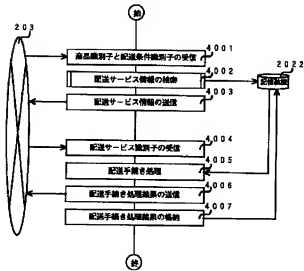 始
203
4001
商品識別子と配送条件識別子の受信
4002
配送サービス情報の検索
2022
記憶装置
4003
配送サービス情報の送信
4004
配送サービス識別子の受信
4005
配送手続き処理
4006
配送手続き処理結果の送信
4007
配送手続き処理結果の格納
終